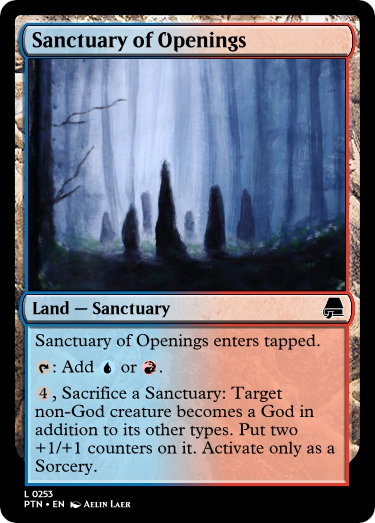 Sanctuary of Openings
Land — Sanctuary
Sanctuary of Openings enters tapped.
: Add or .
4, Sacrifice a Sanctuary: Target
non-God creature becomes a God in
addition to its other types. Put two
+1/+1 counters on it. Activate only as a
Sorcery.
L 0253
PTN • EN Aelin Laer